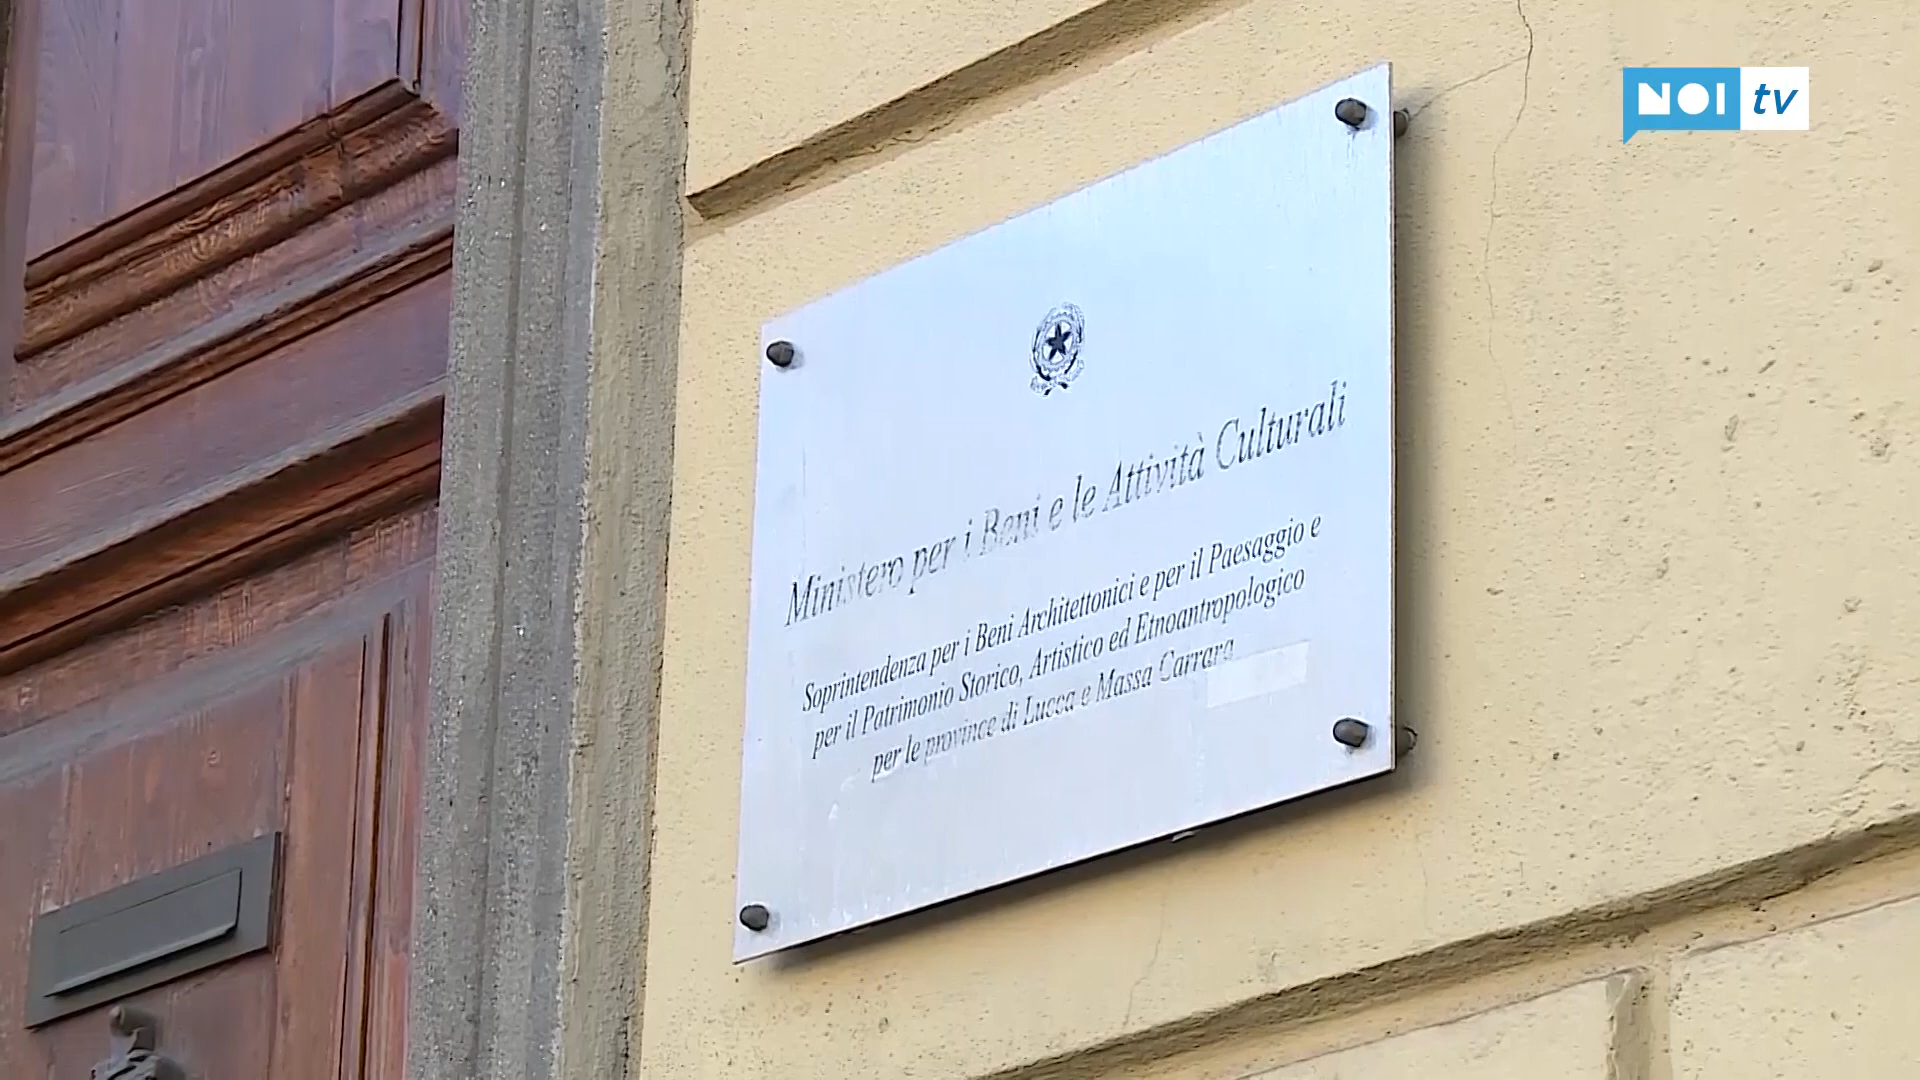 NOI tv
Ministero per i Beni e le Attività Culturali
Soprintendenza per i Beni Architettonici e per il Paesaggio e
per il Patrimonio Storico, Artistico ed Etnoantropologico
per le province di Lucca e Massa Carrara